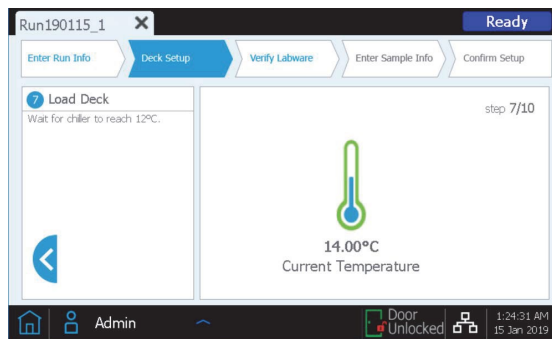 Run190115_1
Ready
Enter Run Info
Deck Setup
Verify Labware
Enter Sample Info
Confirm Setup
7 Load Deck
Wait for chiller to reach 12ºC.
step 7/10
14.00°C
Current Temperature
Admin
Door
Unlocked
1:24:31 AM
15 Jan 2019